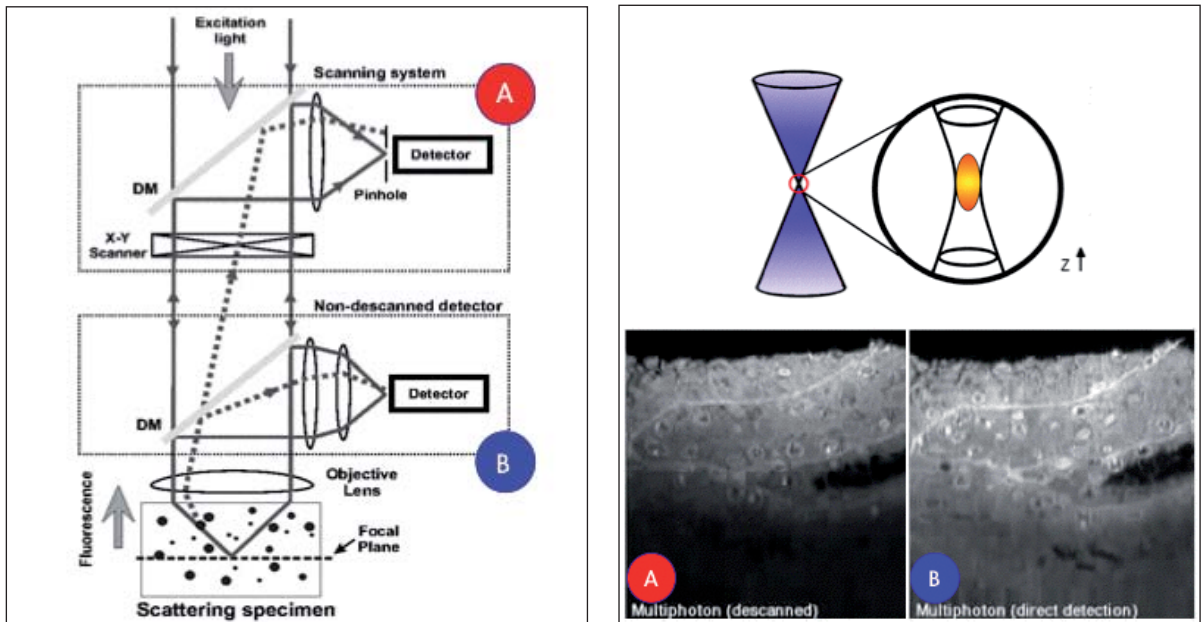 Excitation
light
Scanning system
A
Detector
DM
Pinhole
X-Y
Scanner
Non-descanned detector
Detector
DM
B
Objective
Lens
Fluorescence
Focal
Plane
Scattering specimen
Z
A
Multiphoton (descanned)
B
Multiphoton (direct detection)